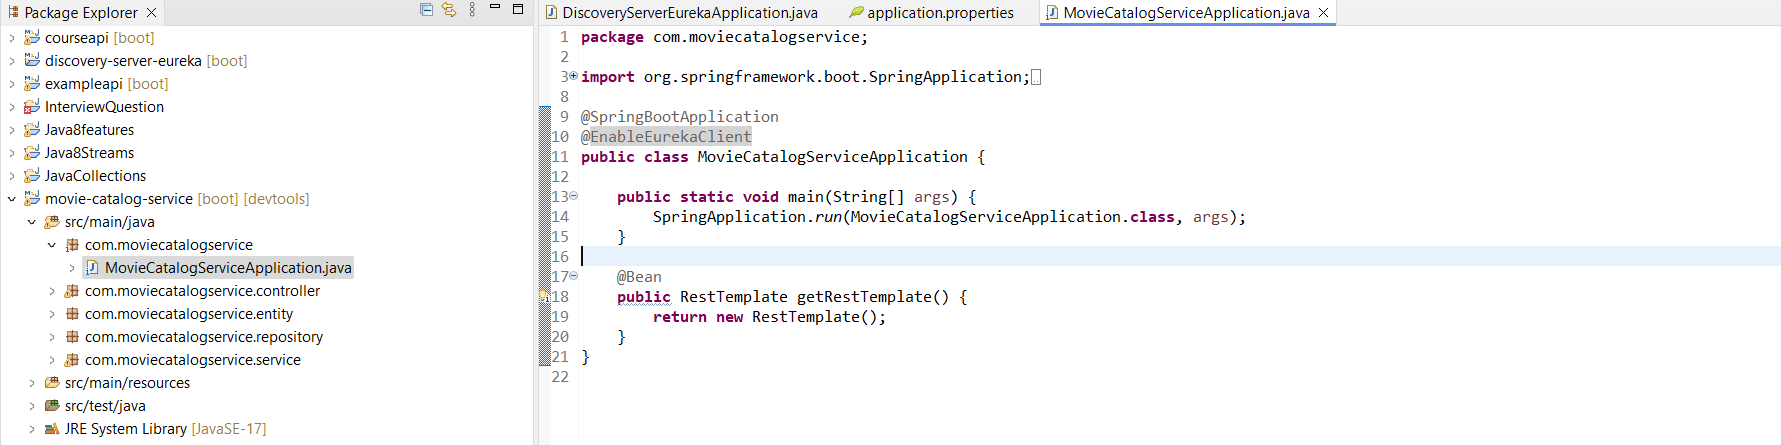 Package Explorer
courseapi [boot]
discovery-server-eureka [boot]
exampleapi [boot]
InterviewQuestion
Java8features
Java8Streams
JavaCollections
movie-catalog-service [boot] [devtools]
src/main/java
com.moviecatalogservice
MovieCatalogServiceApplication.java
com.moviecatalogservice.controller
com.moviecatalogservice.entity
com.moviecatalogservice.repository
com.moviecatalogservice.service
src/main/resources
src/test/java
JRE System Library [JavaSE-17]
DiscoveryServerEurekaApplication.java application.properties MovieCatalogServiceApplication.java
1 package com.moviecatalogservice;
2
3 import org.springframework.boot.SpringApplication;
8
9 @SpringBootApplication
10 @EnableEurekaClient
11 public class MovieCatalogServiceApplication {
12
13 public static void main(String[] args) {
14 SpringApplication.run(MovieCatalogServiceApplication.class, args);
15 }
16
17 @Bean
18 public RestTemplate getRestTemplate() {
19 return new RestTemplate();
20 }
21 }
22